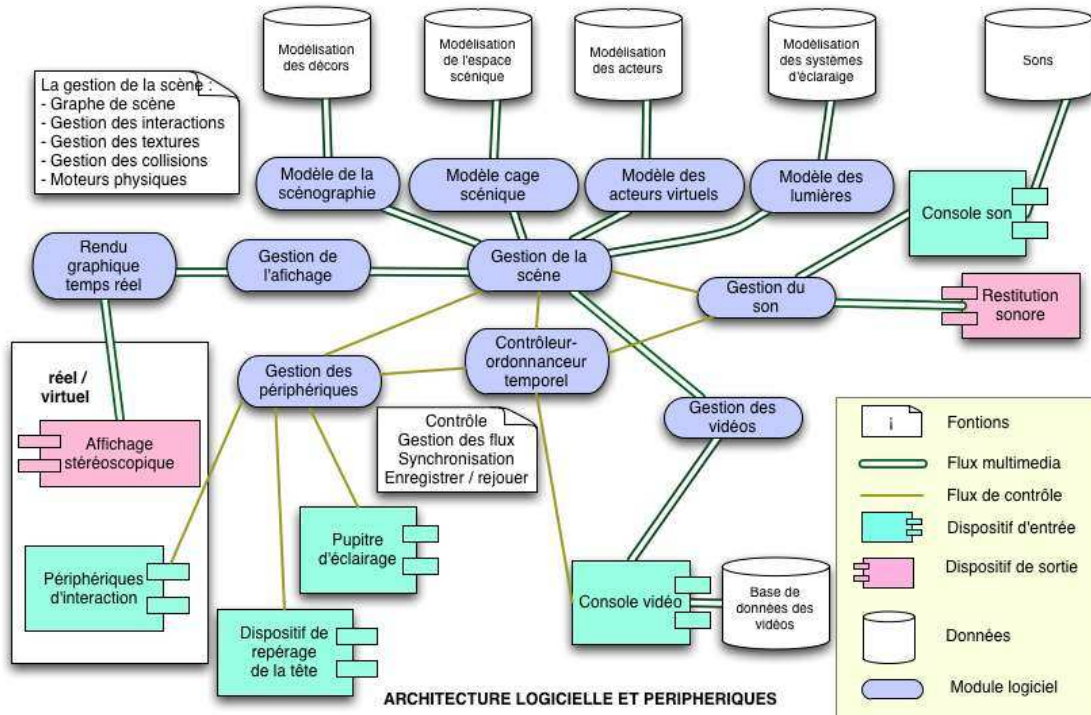 Modélisation
des décors
Modélisation
de l'espace
scénique
Modélisation
des acteurs
Modélisation
des systèmes
d'éclaraige
Sons
La gestion de la scène :
- Graphe de scène
- Gestion des interactions
- Gestion des textures
- Gestion des collisions
- Moteurs physiques
Modèle de la
scénographie
Modèle cage
scénique
Modèle des
acteurs virtuels
Modèle des
lumières
Console son
Rendu
graphique
temps réel
Gestion de
l'afichage
Gestion de la
scène
Gestion du
son
Restitution
sonore
réel /
virtuel
Gestion des
périphériques
Contrôleur-
ordonnanceur
temporel
Gestion des
vidéos
Affichage
stéréoscopique
Contrôle
Gestion des flux
Synchronisation
Enregistrer / rejouer
Périphériques
d'interaction
Pupitre
d'éclairage
Dispositif de
repérage
de la tête
Console vidéo
Base de
données des
vidéos
i
Fontions
Flux multimedia
Flux de contrôle
Dispositif d'entrée
Dispositif de sortie
Données
Module logiciel
ARCHITECTURE LOGICIELLE ET PERIPHERIQUES